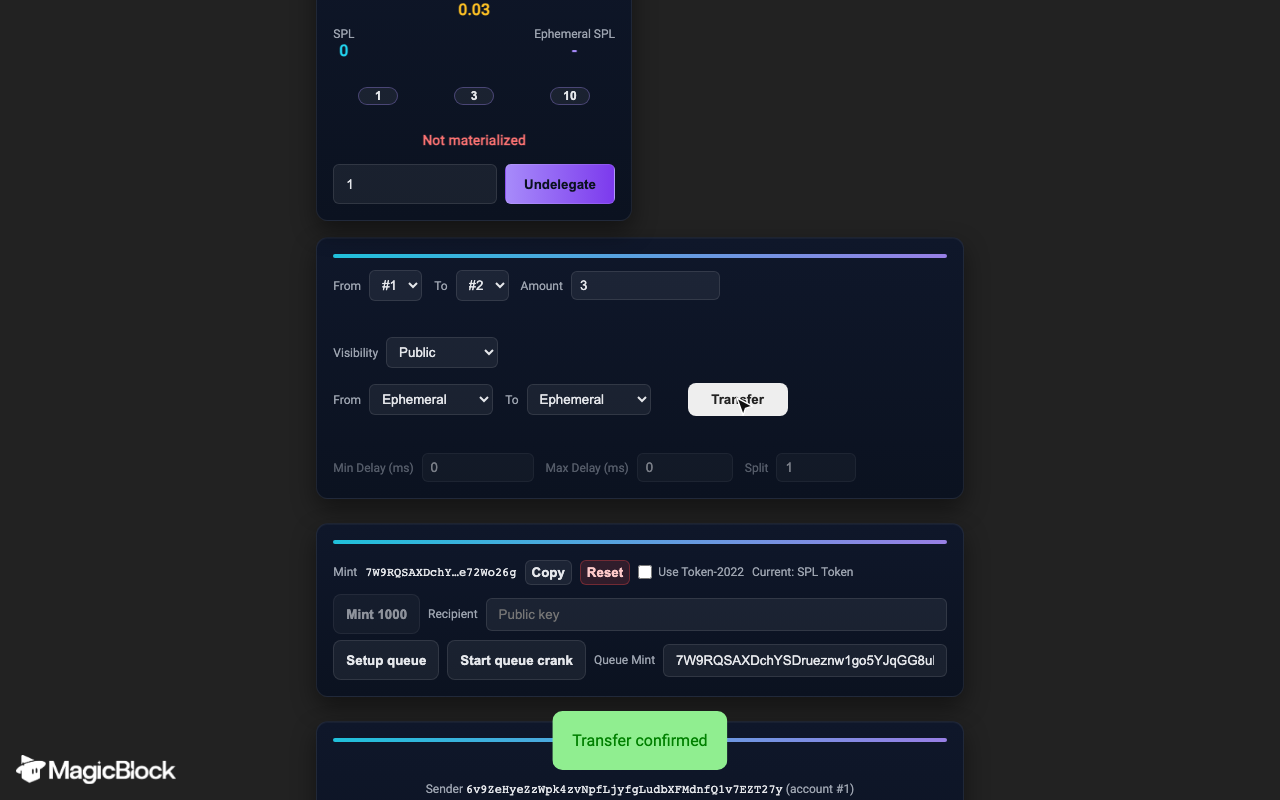 0.03
SPL Ephemeral SPL
0 -
1 3 10
Not materialized
1 Undelegate
From #1 To #2 Amount 3
Visibility Public
From Ephemeral To Ephemeral Transfer
Min Delay (ms) 0 Max Delay (ms) 0 Split 1
Mint 7W9RQSAXDchY…e72Wo26g Copy Reset Use Token-2022 Current: SPL Token
Mint 1000 Recipient Public key
Setup queue Start queue crank Queue Mint 7W9RQSAXDchYSDrueznw1go5YJqGG8ul
Transfer confirmed
MagicBlock
Sender 6v9ZeHyeZzWpk4zvNpfLjyfgLudbXFMdnfQ1v7EZT27y (account #1)